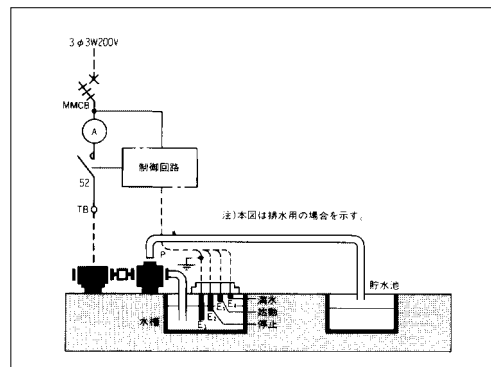 3φ3W200V
MMCB
A
制御回路
52
TB
注)本図は排水用の場合を示す。
P
E
満水
始動
停止
水槽
貯水池
E₁
E₂
E₃